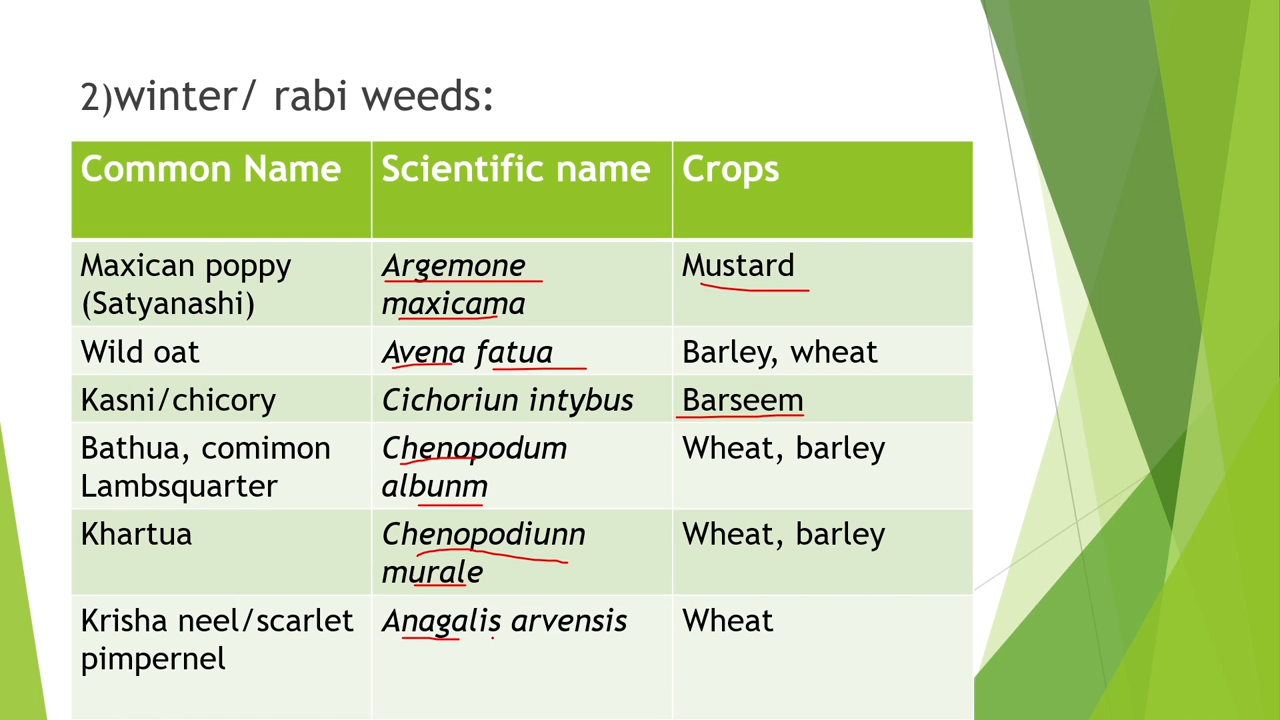 2)winter/ rabi weeds:
Common Name Scientific name Crops
Maxican poppy Argemone Mustard
(Satyanashi) maxicama
Wild oat Avena fatua Barley, wheat
Kasni/chicory Cichoriun intybus Barseem
Bathua, comimon Chenopodum Wheat, barley
Lambsquarter albunm
Khartua Chenopodiunn Wheat, barley
murale
Krisha neel/scarlet Anagalis arvensis Wheat
pimpernel